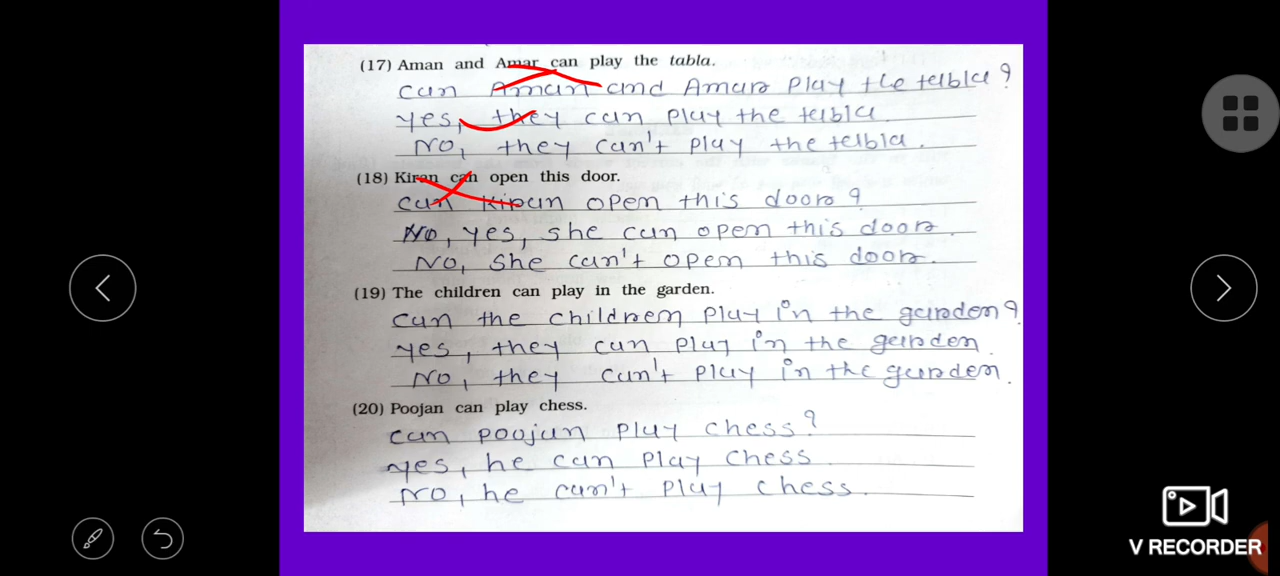 (17) Aman and Amar can play the tabla.
can Aman and Amar play the tabla?
yes, they can play the tabla.
No, they can't play the tabla.
(18) Kiran can open this door.
can Kiran open this door?
No, yes, she can open this door.
No, she can't open this door.
(19) The children can play in the garden.
can the children play in the garden?
yes, they can play in the garden.
No, they can't play in the garden.
(20) Poojan can play chess.
can poojan play chess?
yes, he can play chess
No, he can't play chess.
V RECORDER